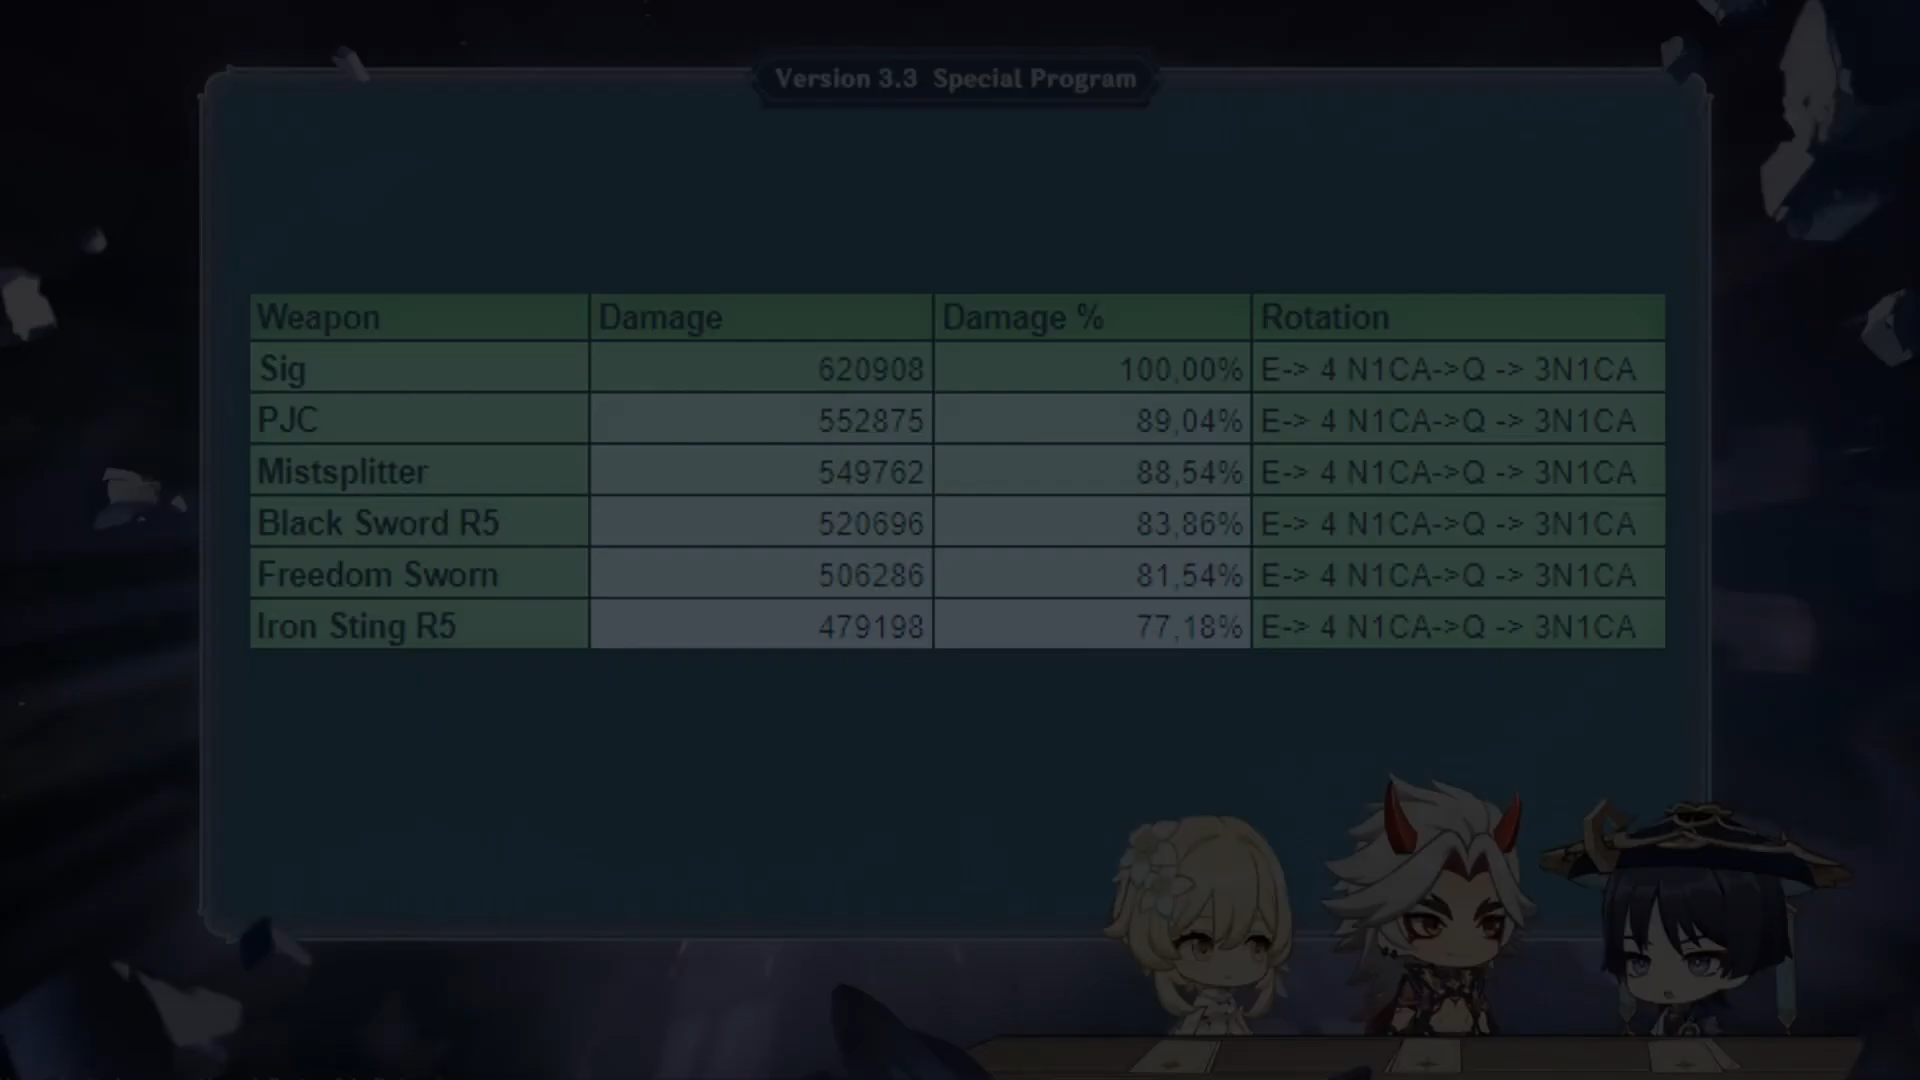 Version 3.3 Special Program
Weapon Damage Damage % Rotation
Sig 620908 100,00% E-> 4 N1CA->Q -> 3N1CA
PJC 552875 89,04% E-> 4 N1CA->Q -> 3N1CA
Mistsplitter 549762 88,54% E-> 4 N1CA->Q -> 3N1CA
Black Sword R5 520696 83,86% E-> 4 N1CA->Q -> 3N1CA
Freedom Sworn 506286 81,54% E-> 4 N1CA->Q -> 3N1CA
Iron Sting R5 479198 77,18% E-> 4 N1CA->Q -> 3N1CA